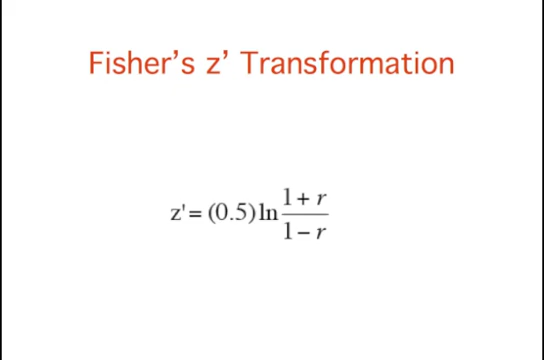 Fisher’s z’ Transformation
z'= (0.5)ln (1+ r)/(1− r)